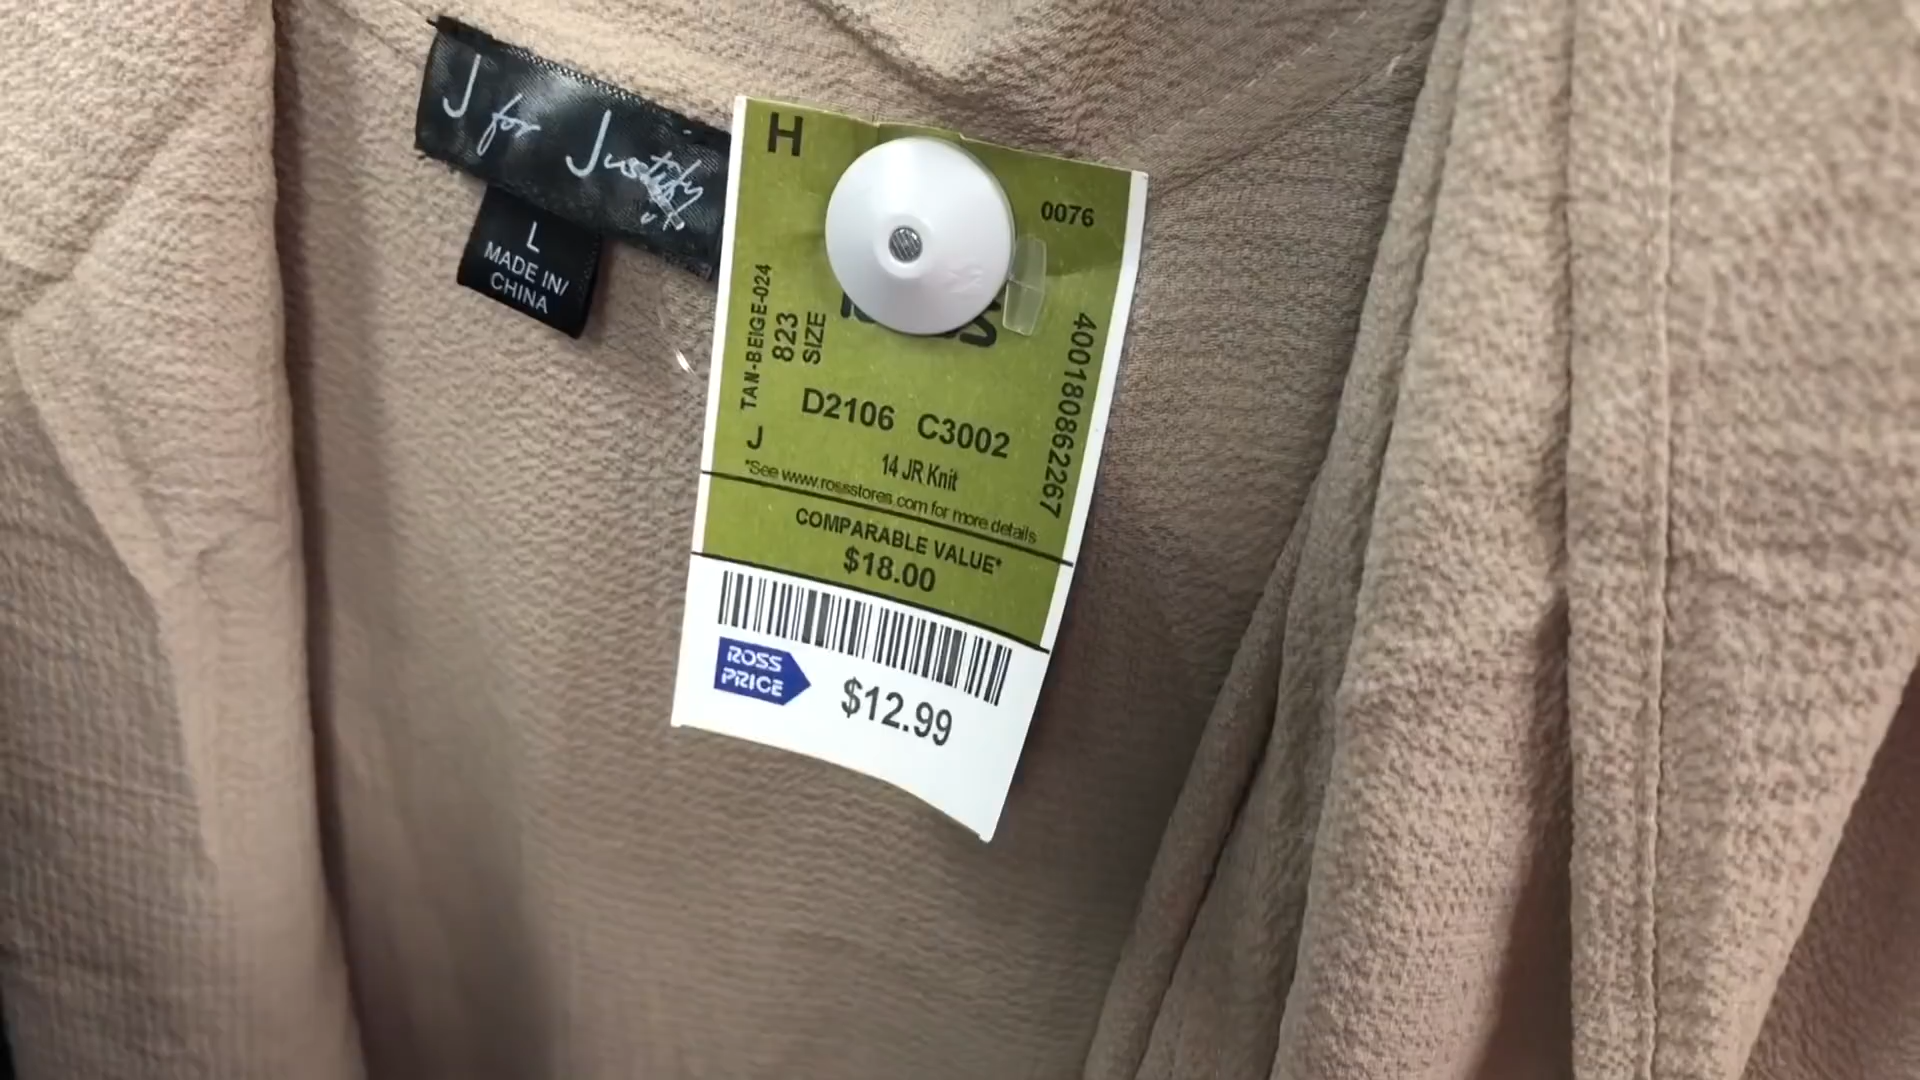 J for Justify
L
MADE IN/
CHINA
H
0076
TAN-BEIGE-024
823
SIZE
J
400180862267
D2106 C3002
14 JR Knit
*See www.rossstores.com for more details
COMPARABLE VALUE*
$18.00
ROSS
PRICE
$12.99